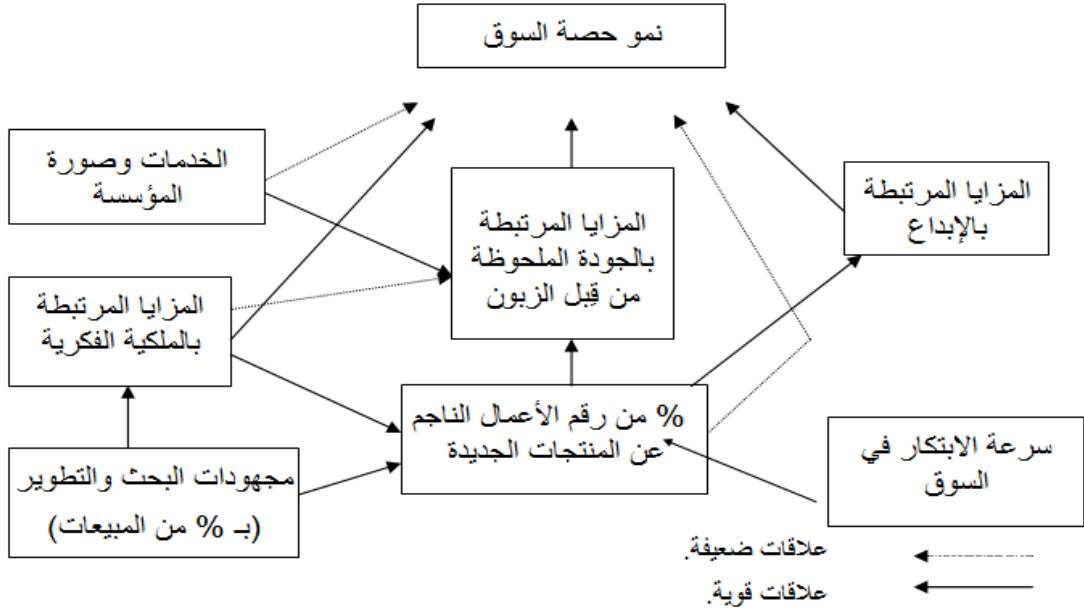 نمو حصة السوق
الخدمات وصورة
المؤسسة
المزايا المرتبطة
بالجودة الملحوظة
من قِبل الزبون
المزايا المرتبطة
بالإبداع
المزايا المرتبطة
بالملكية الفكرية
% من رقم الأعمال الناجم
عن المنتجات الجديدة
سرعة الابتكار في
السوق
مجهودات البحث والتطوير
(بـ % من المبيعات)
علاقات ضعيفة.
علاقات قوية.